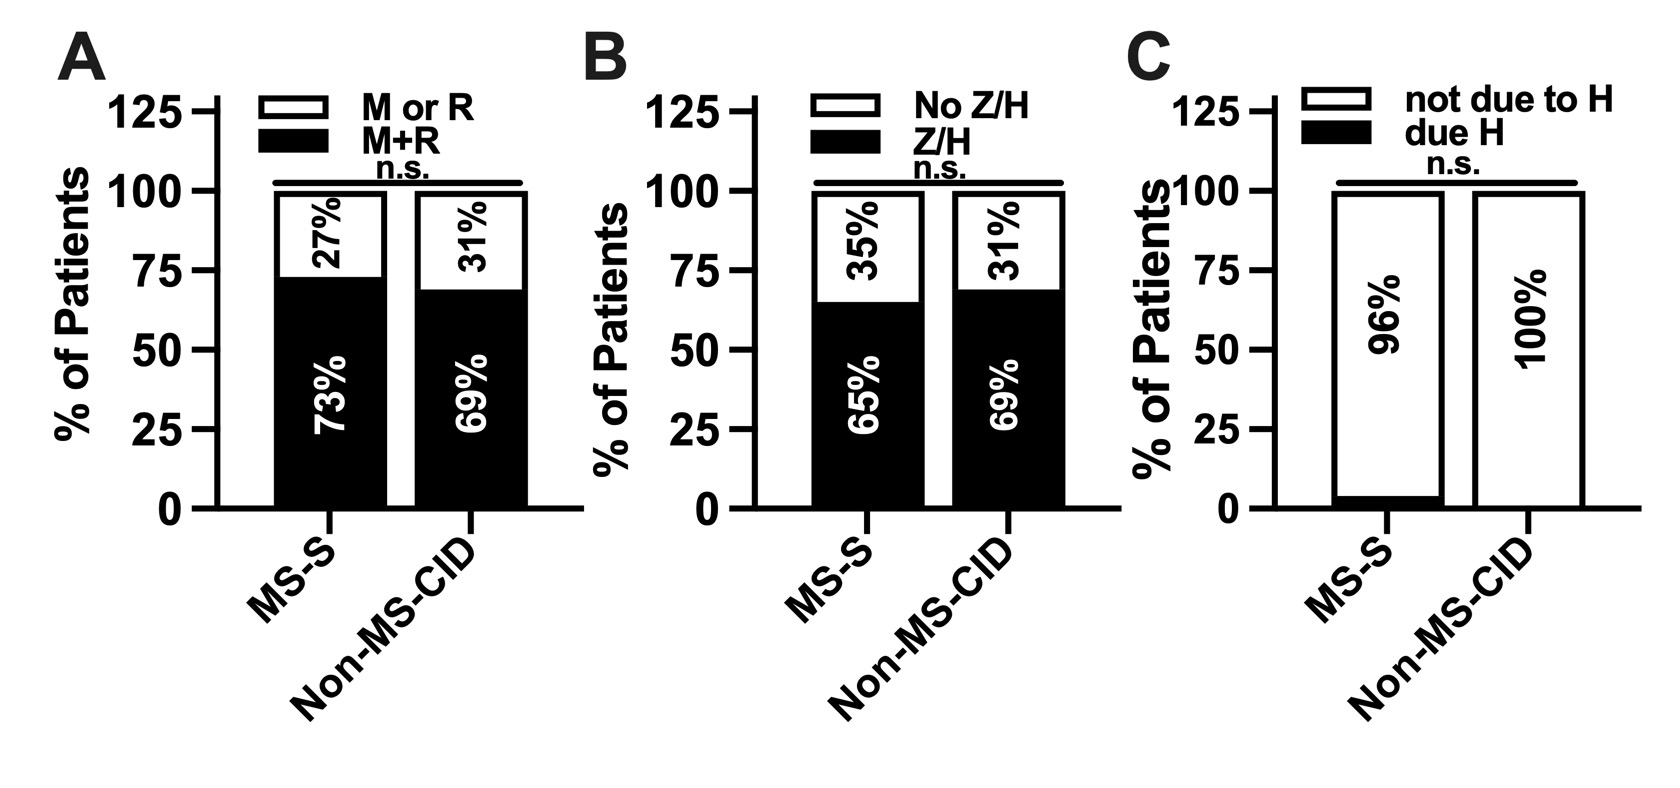 A
% of Patients
125
100
75
50
25
0
M or R
M+R
n.s.
27%
31%
73%
69%
MS-S
Non-MS-CID
B
% of Patients
125
100
75
50
25
0
No Z/H
Z/H
n.s.
35%
31%
65%
69%
MS-S
Non-MS-CID
C
% of Patients
125
100
75
50
25
0
not due to H
due H
n.s.
96%
100%
MS-S
Non-MS-CID